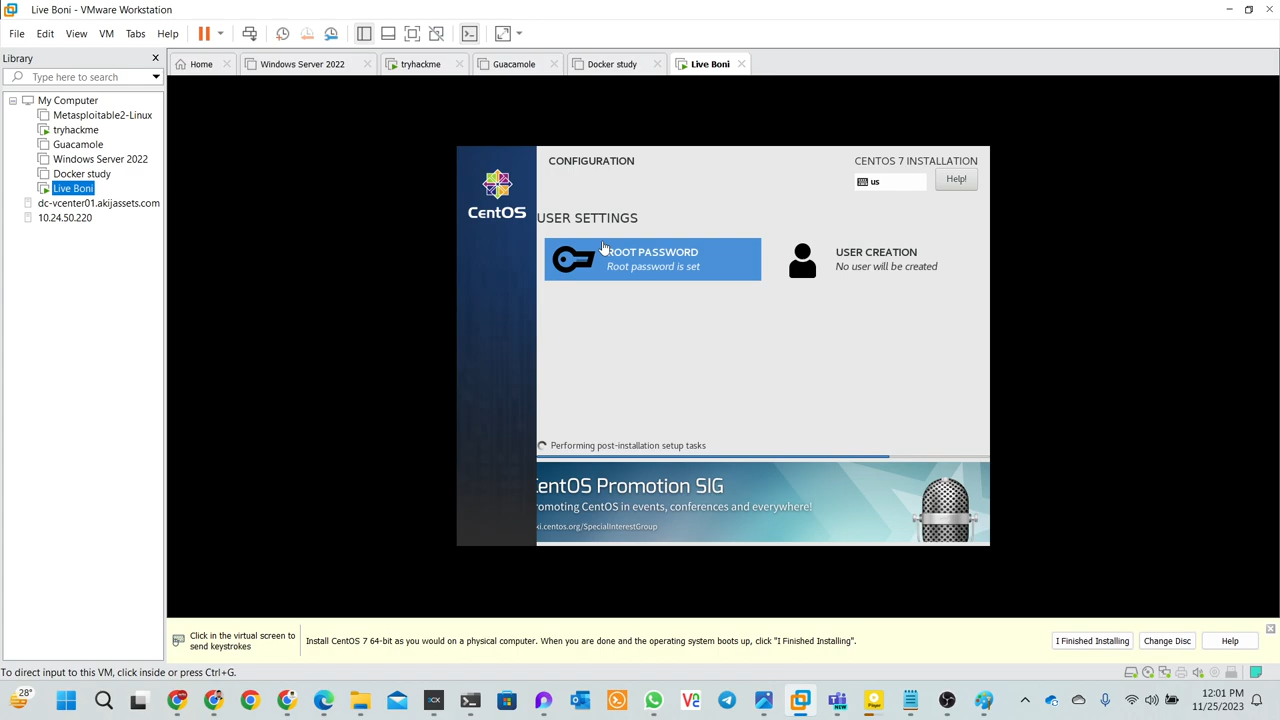 Live Boni - VMware Workstation
File Edit View VM Tabs Help
Library
Type here to search
Home
Windows Server 2022
tryhackme
Guacamole
Docker study
Live Boni
My Computer
Metasploitable2-Linux
tryhackme
Guacamole
Windows Server 2022
Docker study
Live Boni
dc-vcenter01.akijassets.com
10.24.50.220
CentOS
CONFIGURATION
CENTOS 7 INSTALLATION
us
Help!
USER SETTINGS
ROOT PASSWORD
Root password is set
USER CREATION
No user will be created
Performing post-installation setup tasks
entOS Promotion SIG
romoting CentOS in events, conferences and everywhere!
ki.centos.org/SpecialInterestGroup
Click in the virtual screen to
send keystrokes
Install CentOS 7 64-bit as you would on a physical computer. When you are done and the operating system boots up, click "I Finished Installing".
I Finished Installing
Change Disc
Help
To direct input to this VM, click inside or press Ctrl+G.
28°
NEW
Player
12:01 PM
11/25/2023